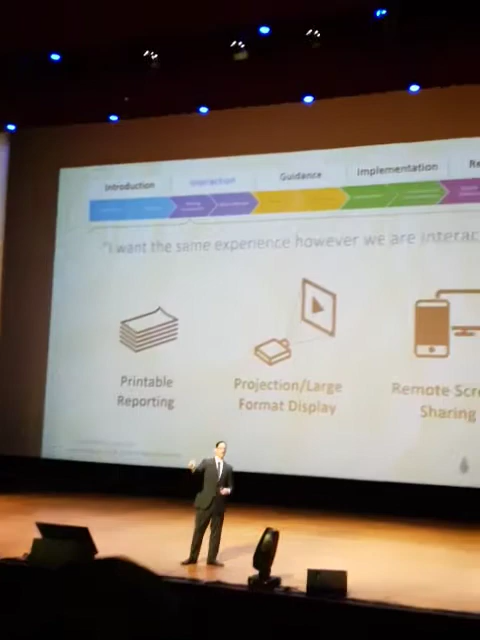 Introduction
Interaction
Guidance
Implementation
Re
"I want the same experience however we are interac
Printable
Reporting
Projection/Large
Format Display
Remote Scre
Sharing